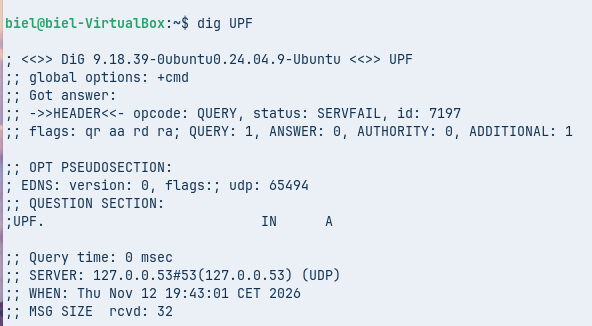 biel@biel-VirtualBox:~$ dig UPF
; <<>> DiG 9.18.39-0ubuntu0.24.04.9-Ubuntu <<>> UPF
;; global options: +cmd
;; Got answer:
;; ->>HEADER<<- opcode: QUERY, status: SERVFAIL, id: 7197
;; flags: qr aa rd ra; QUERY: 1, ANSWER: 0, AUTHORITY: 0, ADDITIONAL: 1
;; OPT PSEUDOSECTION:
; EDNS: version: 0, flags:; udp: 65494
;; QUESTION SECTION:
;UPF. IN A
;; Query time: 0 msec
;; SERVER: 127.0.0.53#53(127.0.0.53) (UDP)
;; WHEN: Thu Nov 12 19:43:01 CET 2026
;; MSG SIZE rcvd: 32